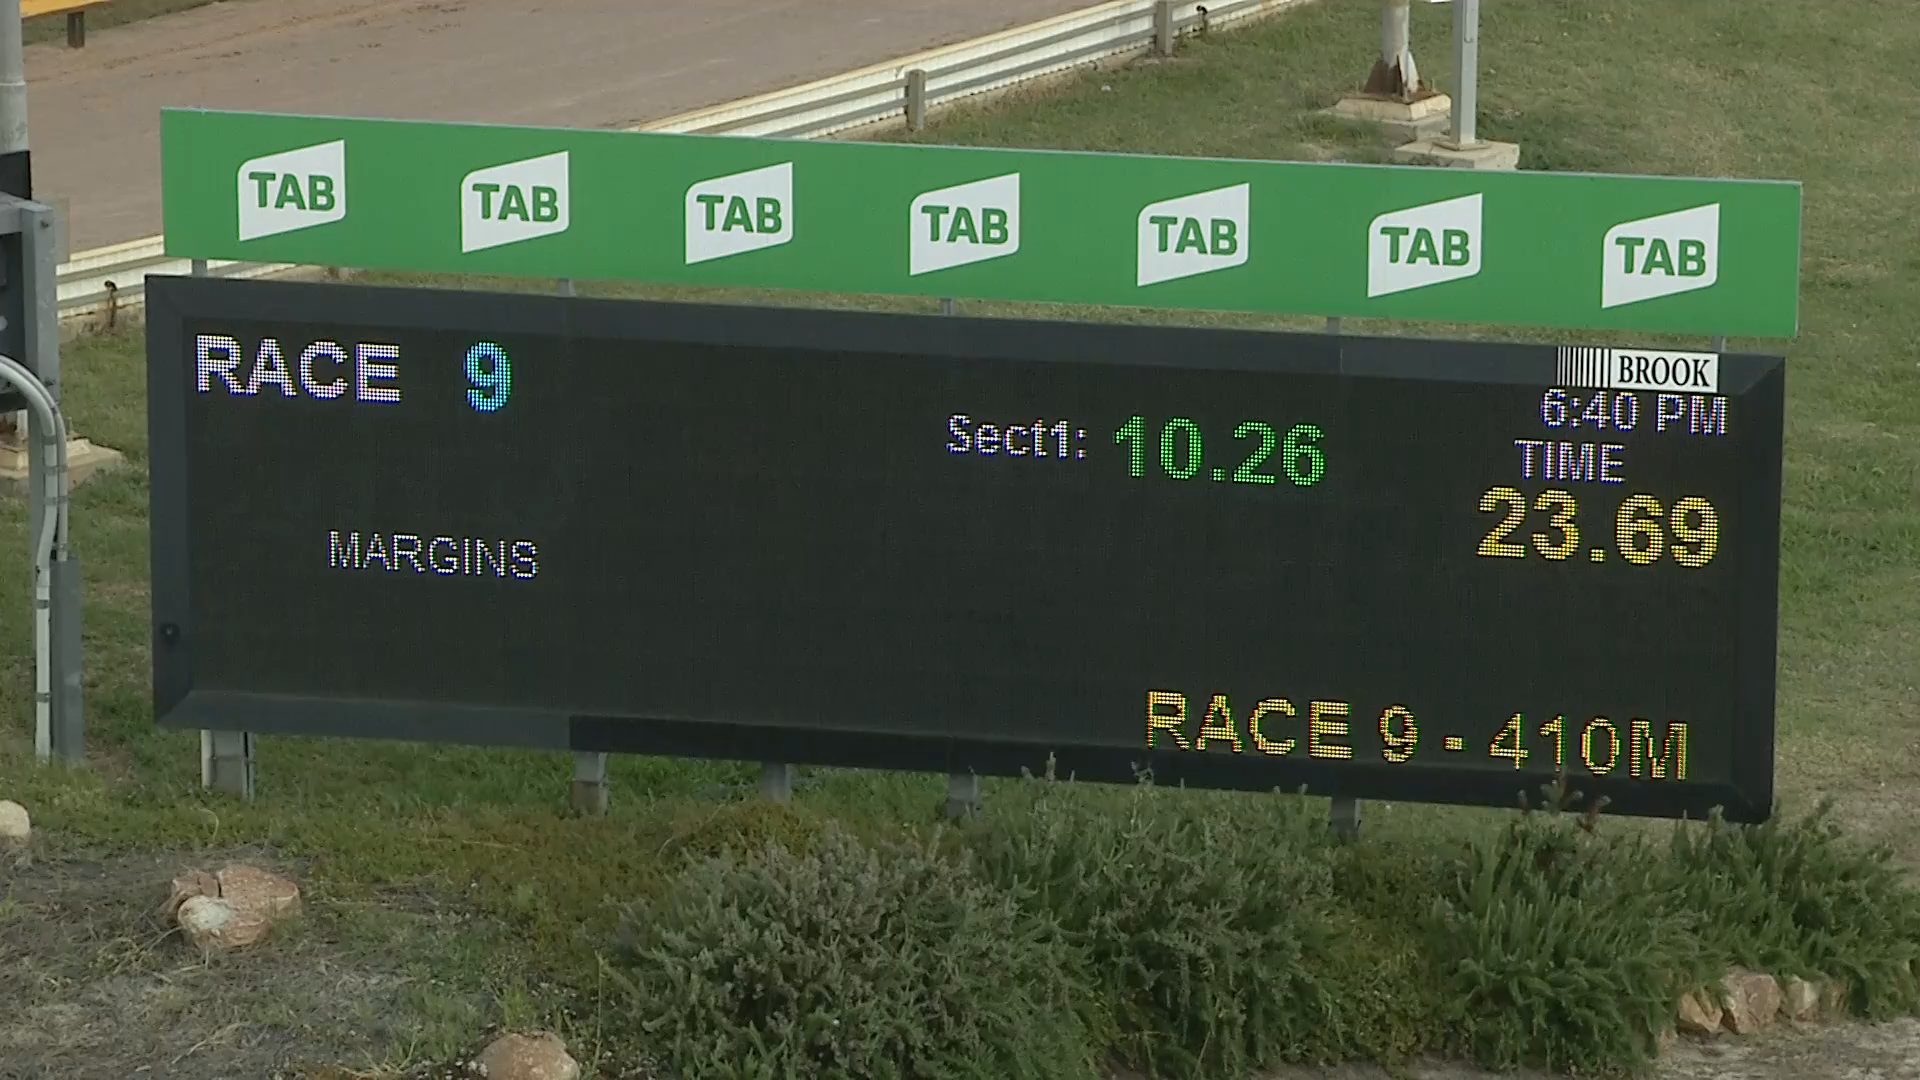 TAB TAB TAB TAB TAB TAB TAB
RACE 9
BROOK
6:40 PM
Sect1: 10.26
TIME
23.69
MARGINS
RACE 9 - 410M